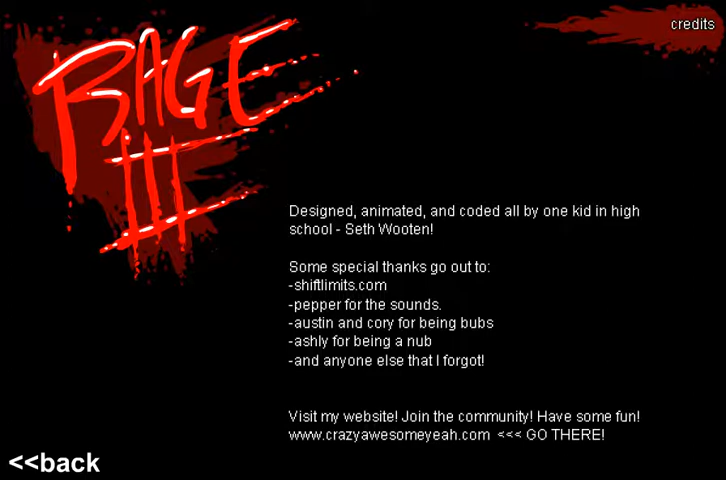 RAGE
III
credits
Designed, animated, and coded all by one kid in high
school - Seth Wooten!
Some special thanks go out to:
-shiftlimits.com
-pepper for the sounds.
-austin and cory for being bubs
-ashly for being a nub
-and anyone else that I forgot!
Visit my website! Join the community! Have some fun!
www.crazyawesomeyeah.com <<< GO THERE!
<<back